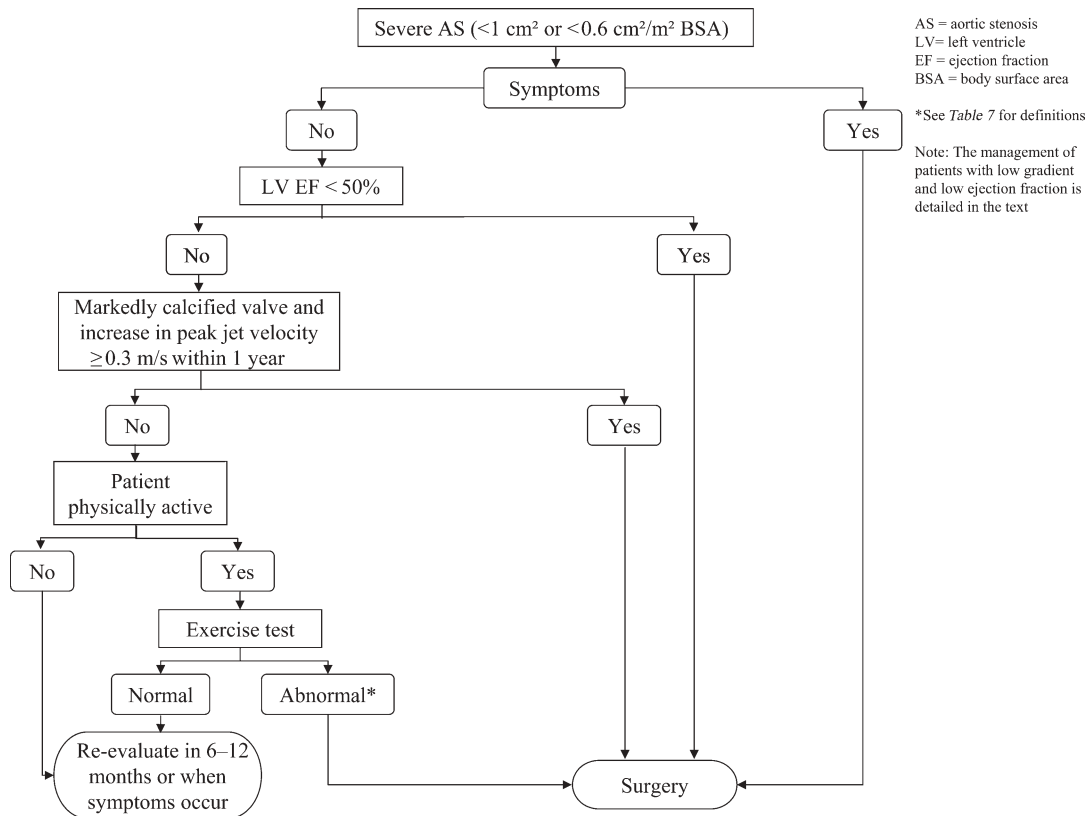 Severe AS (<1 cm² or <0.6 cm²/m² BSA)
AS = aortic stenosis
LV= left ventricle
EF = ejection fraction
BSA = body surface area
*See Table 7 for definitions
Note: The management of
patients with low gradient
and low ejection fraction is
detailed in the text
Symptoms
No
Yes
LV EF < 50%
No
Yes
Markedly calcified valve and
increase in peak jet velocity
≥0.3 m/s within 1 year
No
Yes
Patient
physically active
No
Yes
Exercise test
Normal
Abnormal*
Re-evaluate in 6–12
months or when
symptoms occur
Surgery